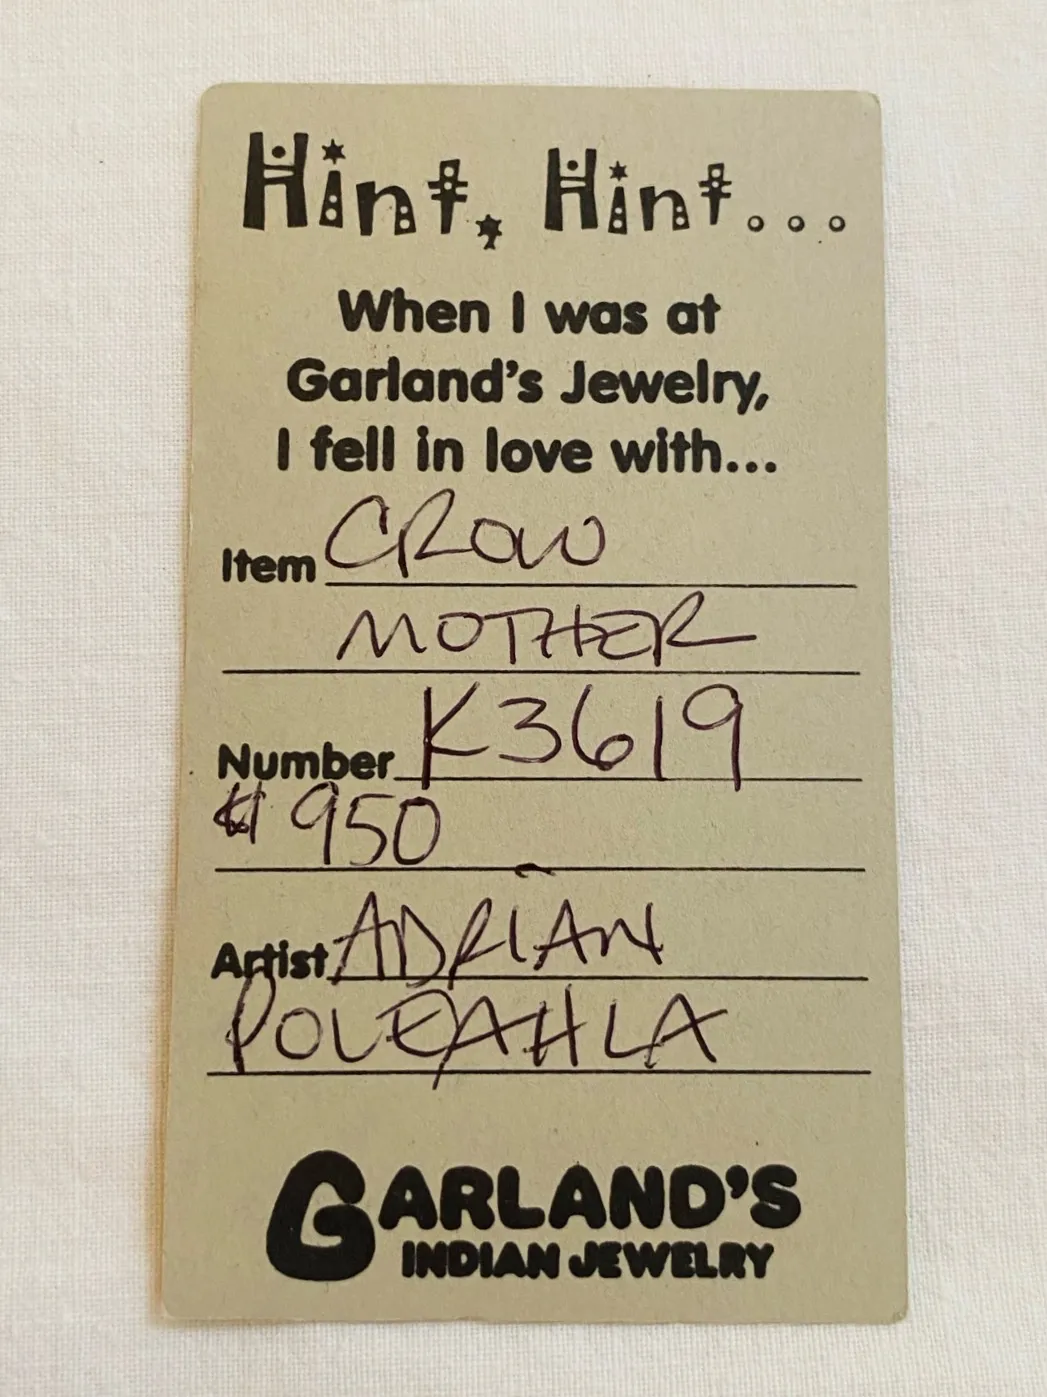 Hint, Hint...
When I was at
Garland's Jewelry,
I fell in love with...
Item CROW
MOTHER
Number K3619
$ 950
Artist ADRIAN
POLEAHLA
GARLAND'S
INDIAN JEWELRY